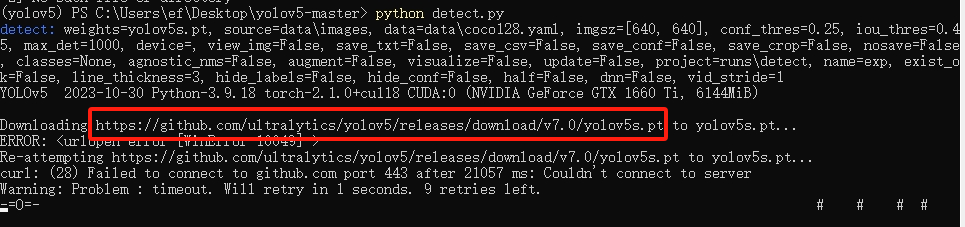 (yolov5) PS C:\Users\ef\Desktop\yolov5-master> python detect.py
detect: weights=yolov5s.pt, source=data\images, data=data\coco128.yaml, imgsz=[640, 640], conf_thres=0.25, iou_thres=0.4
5, max_det=1000, device=, view_img=False, save_txt=False, save_csv=False, save_conf=False, save_crop=False, nosave=False
, classes=None, agnostic_nms=False, augment=False, visualize=False, update=False, project=runs\detect, name=exp, exist_o
k=False, line_thickness=3, hide_labels=False, hide_conf=False, half=False, dnn=False, vid_stride=1
YOLOv5 2023-10-30 Python-3.9.18 torch-2.1.0+cu118 CUDA:0 (NVIDIA GeForce GTX 1660 Ti, 6144MiB)
Downloading https://github.com/ultralytics/yolov5/releases/download/v7.0/yolov5s.pt to yolov5s.pt...
ERROR: <urlopen error [WinError 10049]
Re-attempting https://github.com/ultralytics/yolov5/releases/download/v7.0/yolov5s.pt to yolov5s.pt...
curl: (28) Failed to connect to github.com port 443 after 21057 ms: Couldn't connect to server
Warning: Problem : timeout. Will retry in 1 seconds. 9 retries left.
-=O=- # # # #